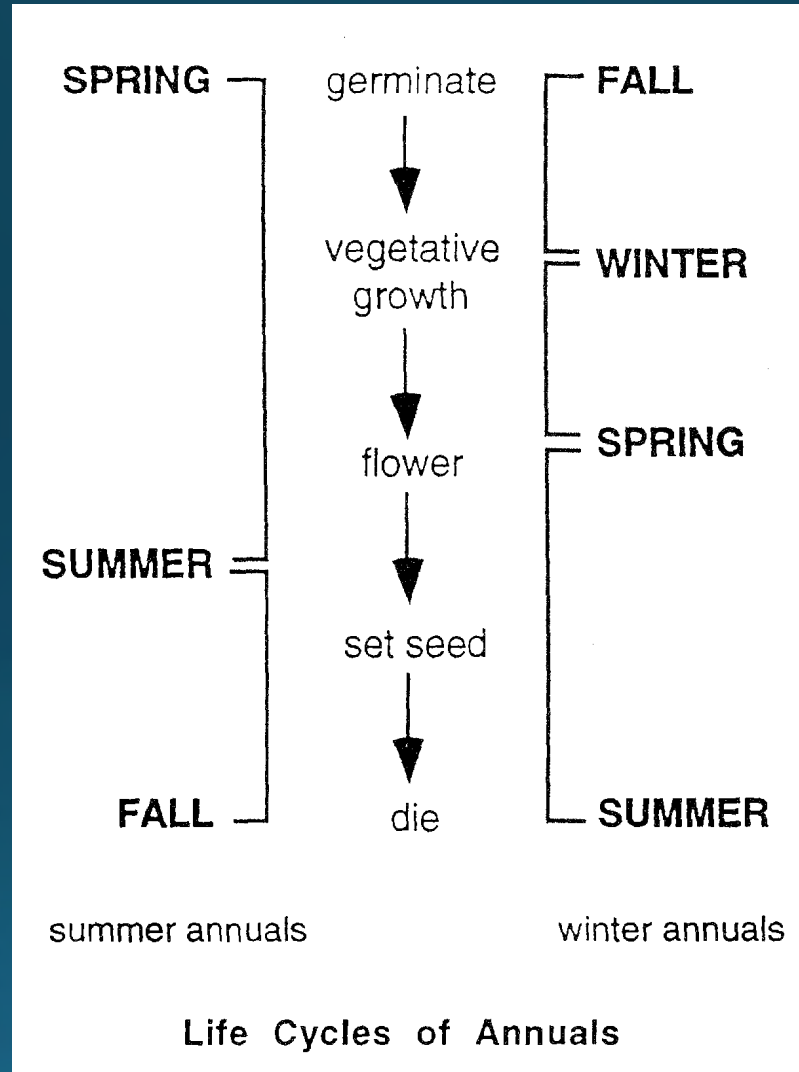 SPRING
germinate
FALL
vegetative
growth
WINTER
flower
SPRING
SUMMER
set seed
FALL
die
SUMMER
summer annuals
winter annuals
Life Cycles of Annuals